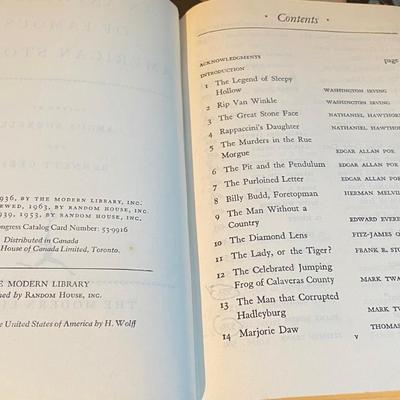 936, BY THE MODERN LIBRARY, INC.
EWED, 1963, BY RANDOM HOUSE, INC.
939, 1953, BY RANDOM HOUSE, INC.
ongress Catalog Card Number: 53-9916
Distributed in Canada
House of Canada Limited, Toronto.
E MODERN LIBRARY
hed by RANDOM HOUSE, INC.
he United States of America by H. Wolff
· Contents ·
ACKNOWLEDGMENTS page
INTRODUCTION
1 The Legend of Sleepy
Hollow WASHINGTON IRVING
2 Rip Van Winkle WASHINGTON IRVING
3 The Great Stone Face NATHANIEL HAWTHORN
4 Rappaccini's Daughter NATHANIEL HAWTHORN
5 The Murders in the Rue
Morgue EDGAR ALLAN POE
6 The Pit and the Pendulum EDGAR ALLAN POE
7 The Purloined Letter EDGAR ALLAN POE
8 Billy Budd, Foretopman HERMAN MELVIL
9 The Man Without a
Country EDWARD EVERE
10 The Diamond Lens FITZ-JAMES O
11 The Lady, or the Tiger? FRANK R. STO
12 The Celebrated Jumping
Frog of Calaveras County MARK TWA
13 The Man that Corrupted
Hadleyburg MARK TW
14 Marjorie Daw THOMAS
v